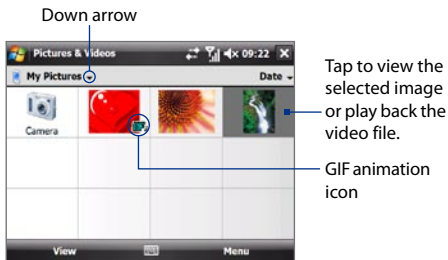 Down arrow
Pictures & Videos 09:22
My Pictures Date
Camera
View Menu
Tap to view the
selected image
or play back the
video file.
GIF animation
icon